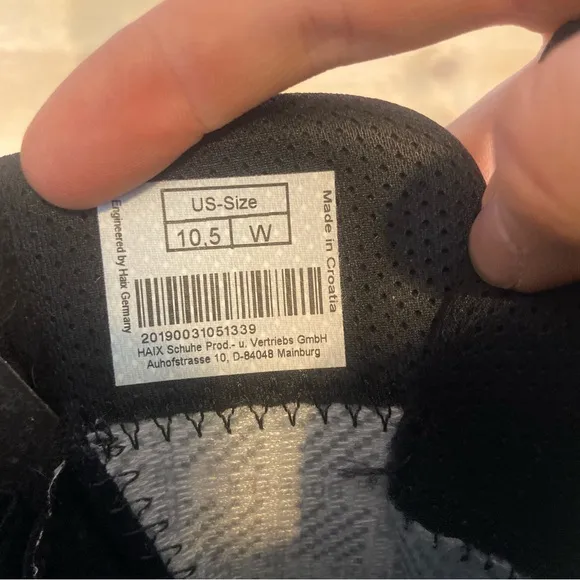 US-Size
10,5 W
Engineered by Haix Germany
Made in Croatia
20190031051339
HAIX Schuhe Prod.- u. Vertriebs GmbH
Auhofstrasse 10, D-84048 Mainburg